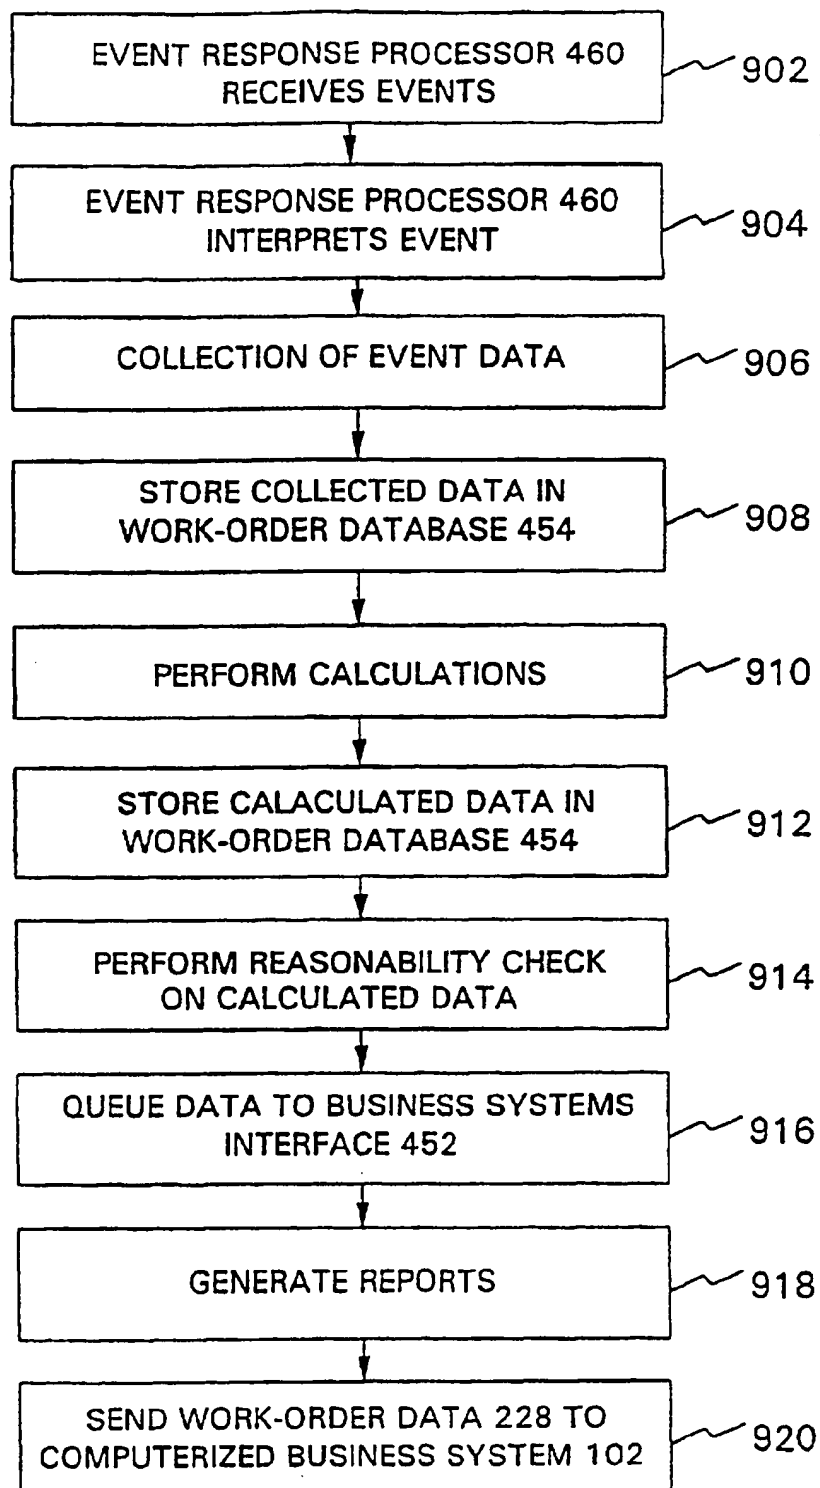 EVENT RESPONSE PROCESSOR 460
RECEIVES EVENTS
902
EVENT RESPONSE PROCESSOR 460
INTERPRETS EVENT
904
COLLECTION OF EVENT DATA
906
STORE COLLECTED DATA IN
WORK-ORDER DATABASE 454
908
PERFORM CALCULATIONS
910
STORE CALACULATED DATA IN
WORK-ORDER DATABASE 454
912
PERFORM REASONABILITY CHECK
ON CALCULATED DATA
914
QUEUE DATA TO BUSINESS SYSTEMS
INTERFACE 452
916
GENERATE REPORTS
918
SEND WORK-ORDER DATA 228 TO
COMPUTERIZED BUSINESS SYSTEM 102
920